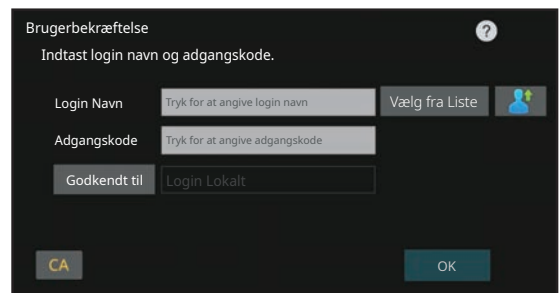 Brugerbekræftelse
?
Indtast login navn og adgangskode.
Login Navn Tryk for at angive login navn Vælg fra Liste
Adgangskode Tryk for at angive adgangskode
Godkendt til Login Lokalt
CA OK